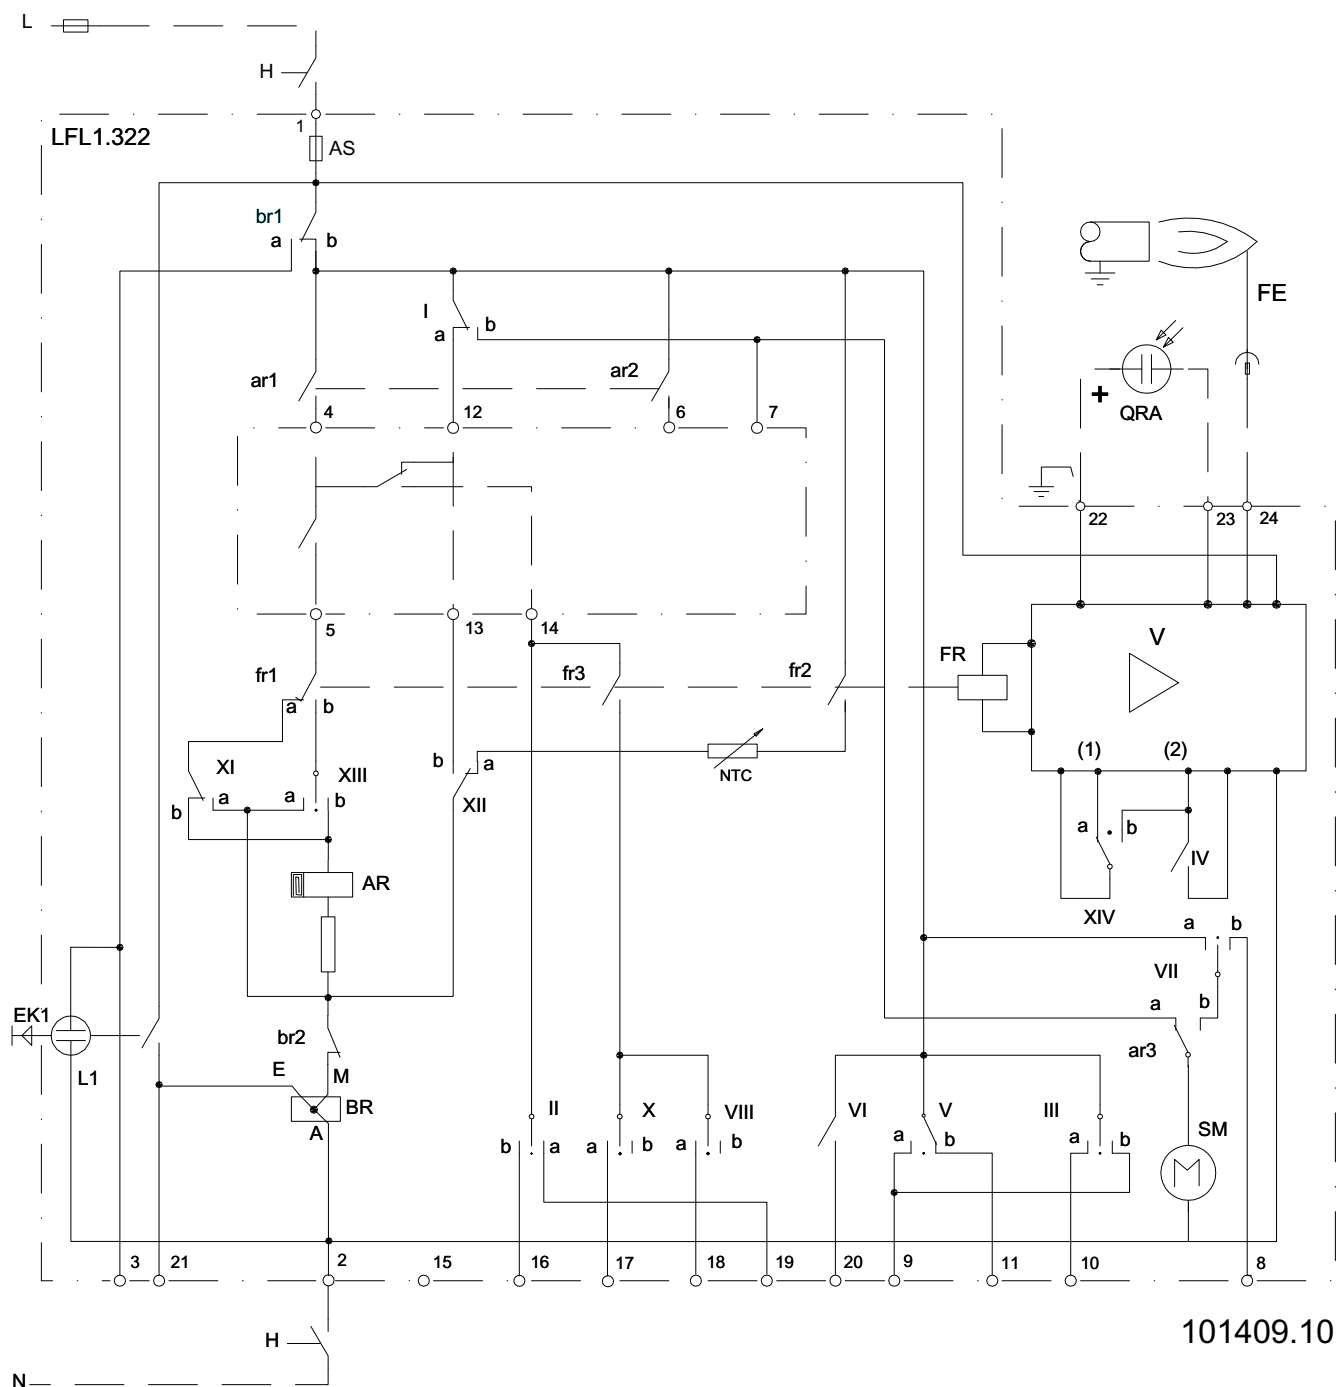 L
H
1
LFL1.322
AS
br1
a b
I
b
a
FE
ar1
ar2
+
QRA
4 12 6 7
22 23 24
5 13 14
V
FR
fr1
fr3
fr2
a b
(1) (2)
XI
XIII
b a
NTC
a a b
b
XII
a b
IV
AR
XIV
a b
VII
a b
EK1
br2
ar3
L1
E M
BR
A
II X VIII VI V III
SM
b a a b a b a b a b
M
3 21 2 15 16 17 18 19 20 9 11 10 8
H
101409.10
N